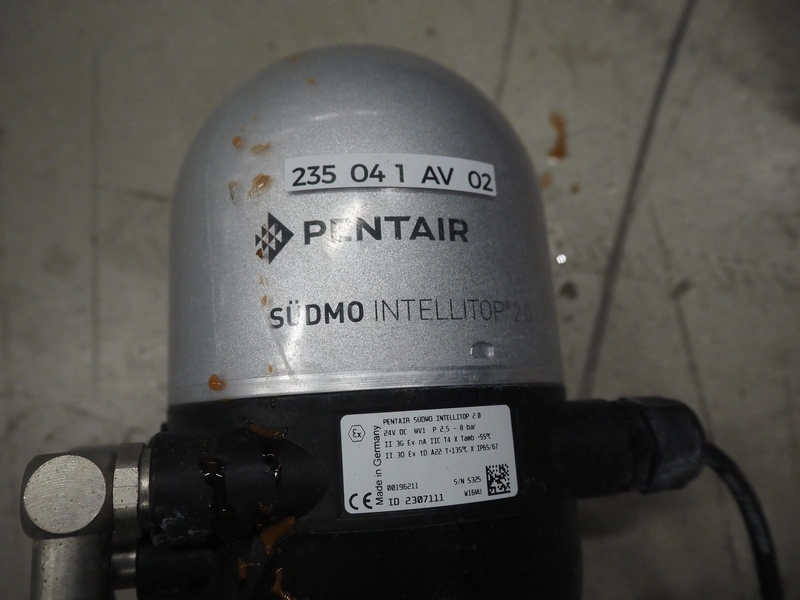 235 04 1 AV 02
PENTAIR
SÜDMO INTELLITOP® 2.0
PENTAIR SÜDMO INTELLITOP 2.0
Ex
24V DC MV1 P 2,5 - 8 bar
II 3G Ex nA IIC T4 X Tamb +55°C
II 3D Ex tD A22 T:135°C X IP65/67
Made in Germany
00196211
S/N 5325
CE ID 2307111